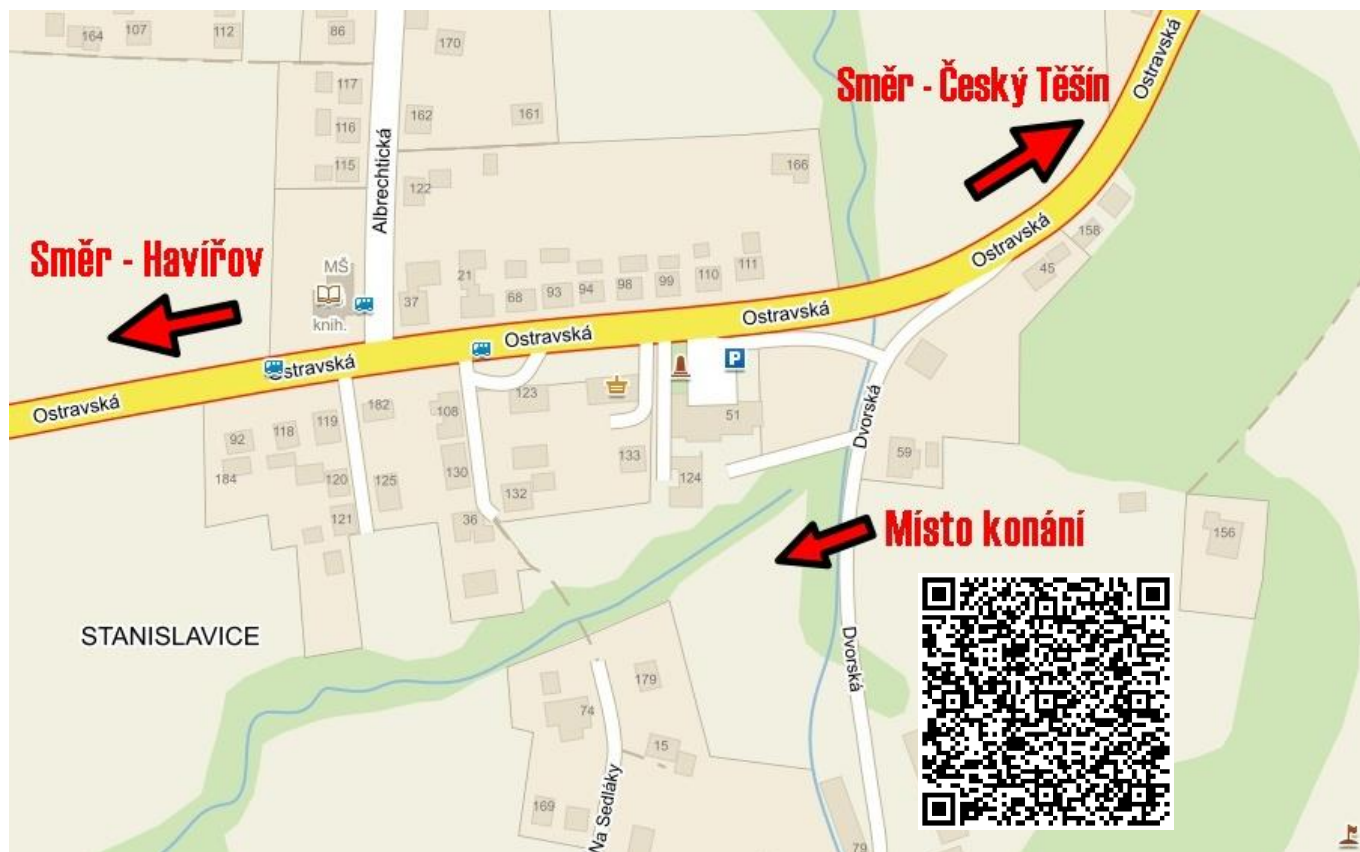 164
107
112
86
170
Směr - Český Těšín
Ostravská
117
162
161
116
Albrechtická
115
166
122
Směr - Havířov
MŠ
knih.
21
37
68
93
94
98
99
110
111
158
45
Ostravská
Ostravská
Ostravská
Ostravská
Ostravská
P
123
182
108
51
Dvorská
92
118
119
133
59
184
120
125
130
124
132
121
36
Místo konání
156
STANISLAVICE
Dvorská
179
74
15
169
Na Sedláky
79